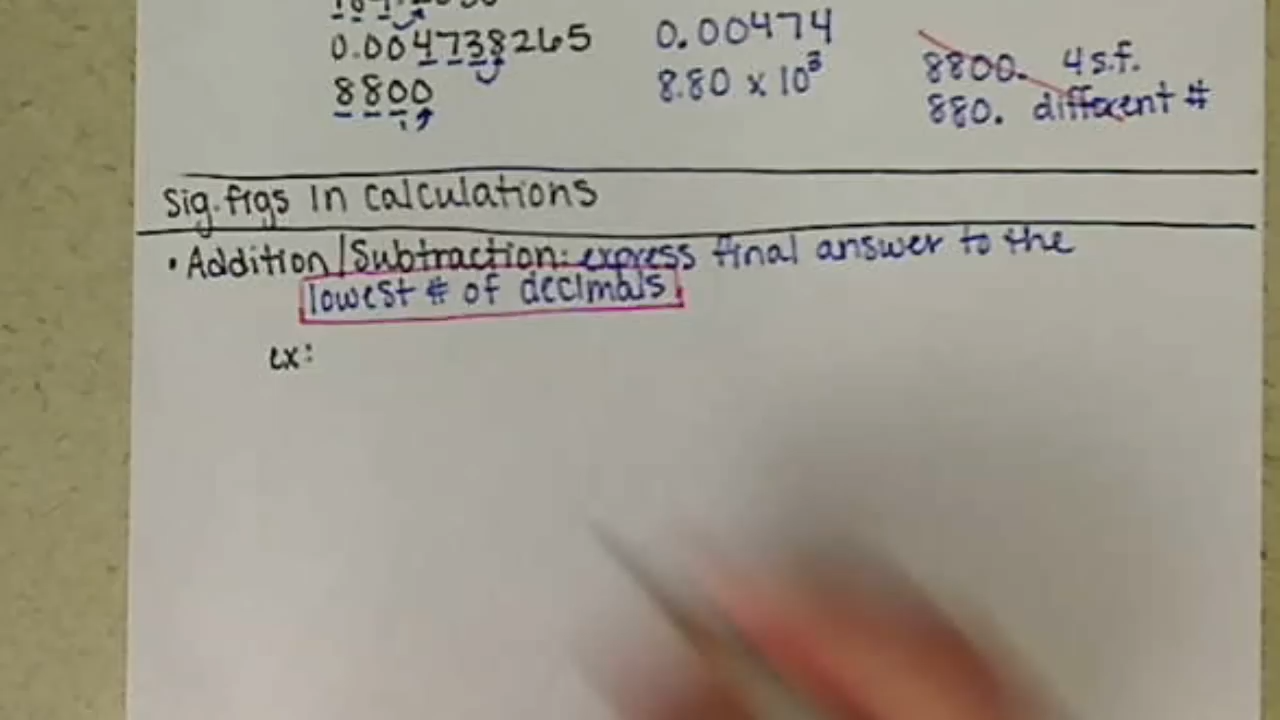 0.004738265 0.00474
8800 8.80 x 10³
8800. 4 s.f.
880. different #
Sig. figs in calculations
• Addition/Subtraction: express final answer to the
lowest # of decimals
ex: